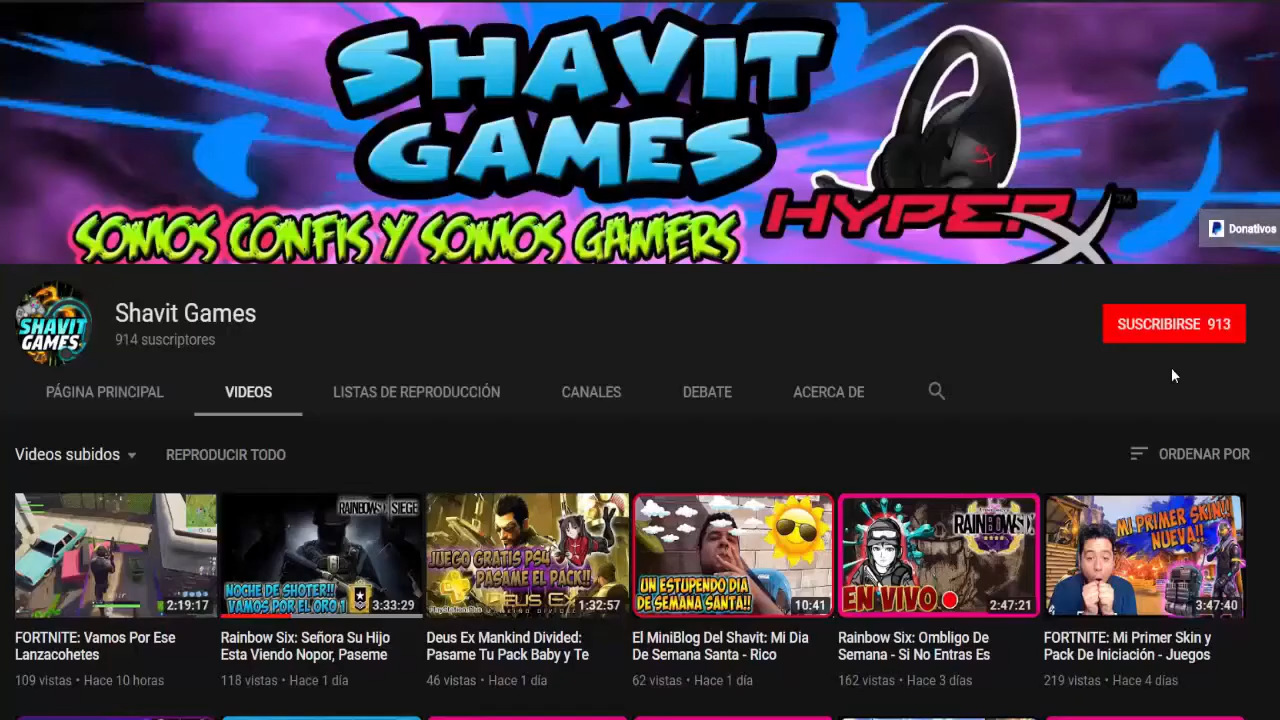 SHAVIT
GAMES
SOMOS CONFIS Y SOMOS GAMERS
HYPERX
TM
Donativos
SHAVIT
GAMES
Shavit Games
914 suscriptores
SUSCRIBIRSE 913
PÁGINA PRINCIPAL
VIDEOS
LISTAS DE REPRODUCCIÓN
CANALES
DEBATE
ACERCA DE
Videos subidos
REPRODUCIR TODO
ORDENAR POR
2:19:17
RAINBOW SIX SIEGE
NOCHE DE SHOTER!!
VAMOS POR EL ORO 1
3:33:29
JUEGO GRATIS PS4
PASAME EL PACK!!
DEUS EX
1:32:57
UN ESTUPENDO DIA
DE SEMANA SANTA!!
10:41
RAINBOWSIX
EN VIVO
2:47:21
MI PRIMER SKIN!!
NUEVA!!
3:47:40
FORTNITE: Vamos Por Ese
Lanzacohetes
109 vistas • Hace 10 horas
Rainbow Six: Señora Su Hijo
Esta Viendo Nopor, Paseme
118 vistas • Hace 1 día
Deus Ex Mankind Divided:
Pasame Tu Pack Baby y Te
46 vistas • Hace 1 día
El MiniBlog Del Shavit: Mi Dia
De Semana Santa - Rico
62 vistas • Hace 1 día
Rainbow Six: Ombligo De
Semana - Si No Entras Es
162 vistas • Hace 3 días
FORTNITE: Mi Primer Skin y
Pack De Iniciación - Juegos
219 vistas • Hace 4 días